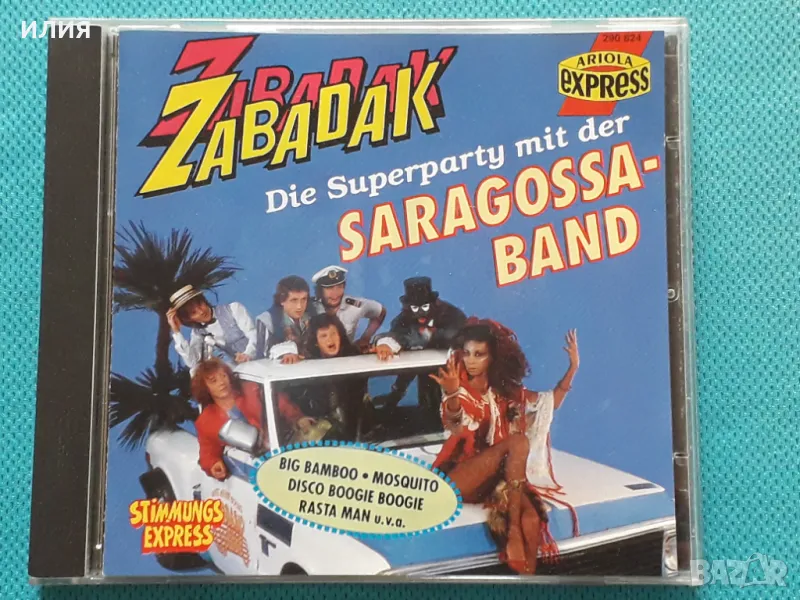 илия
290 824
ARIOLA
EXPRESS
ZABADAK
ZABADAK
Die Superparty mit der
SARAGOSSA-
BAND
BIG BAMBOO • MOSQUITO
DISCO BOOGIE BOOGIE
RASTA MAN u.v.a.
STIMMUNGS
EXPRESS
BAZAR